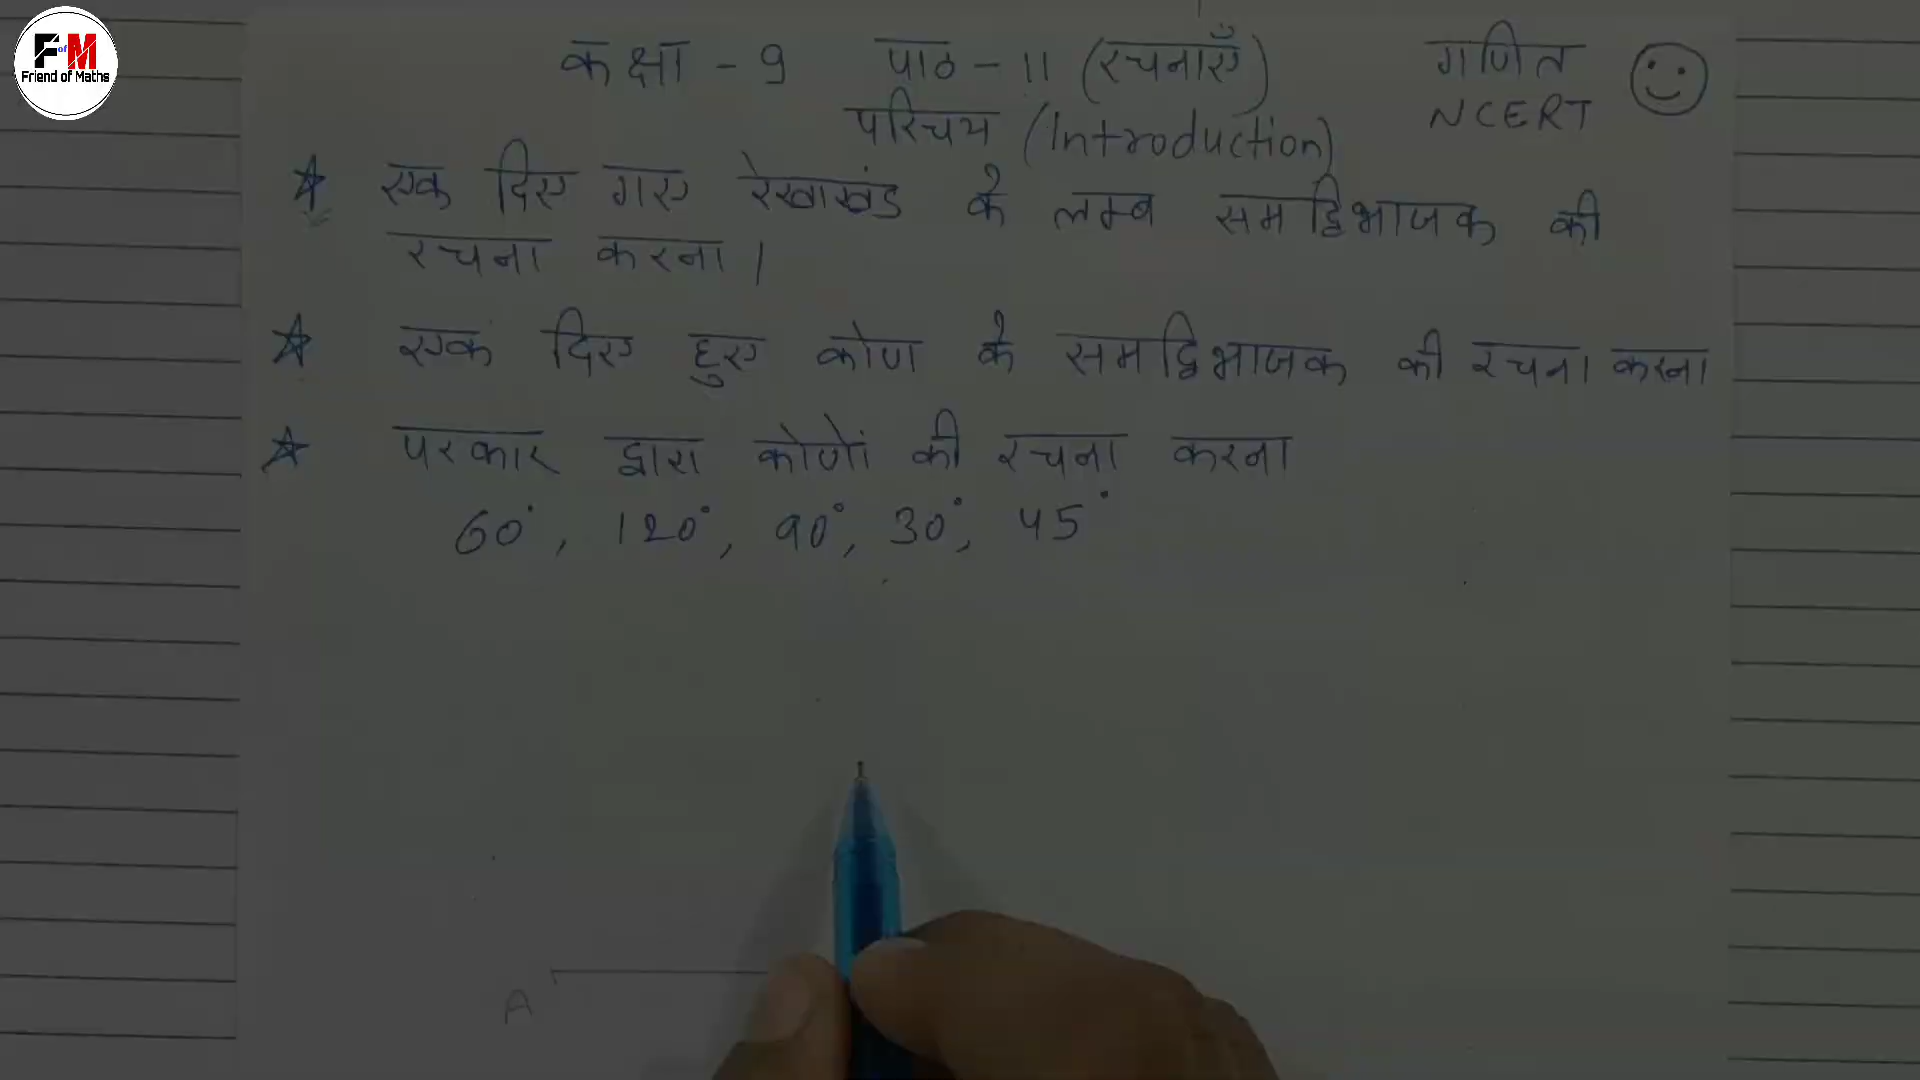 F of M
Friend of Maths
कक्षा - 9 पाठ - 11 (रचनाएँ) गणित
परिचय (Introduction) NCERT
एक दिए गए रेखाखंड के लम्ब समद्विभाजक की
रचना करना।
एक दिए हुए कोण के समद्विभाजक की रचना करना
परकार द्वारा कोणों की रचना करना
60°, 120°, 90°, 30°, 45°
A